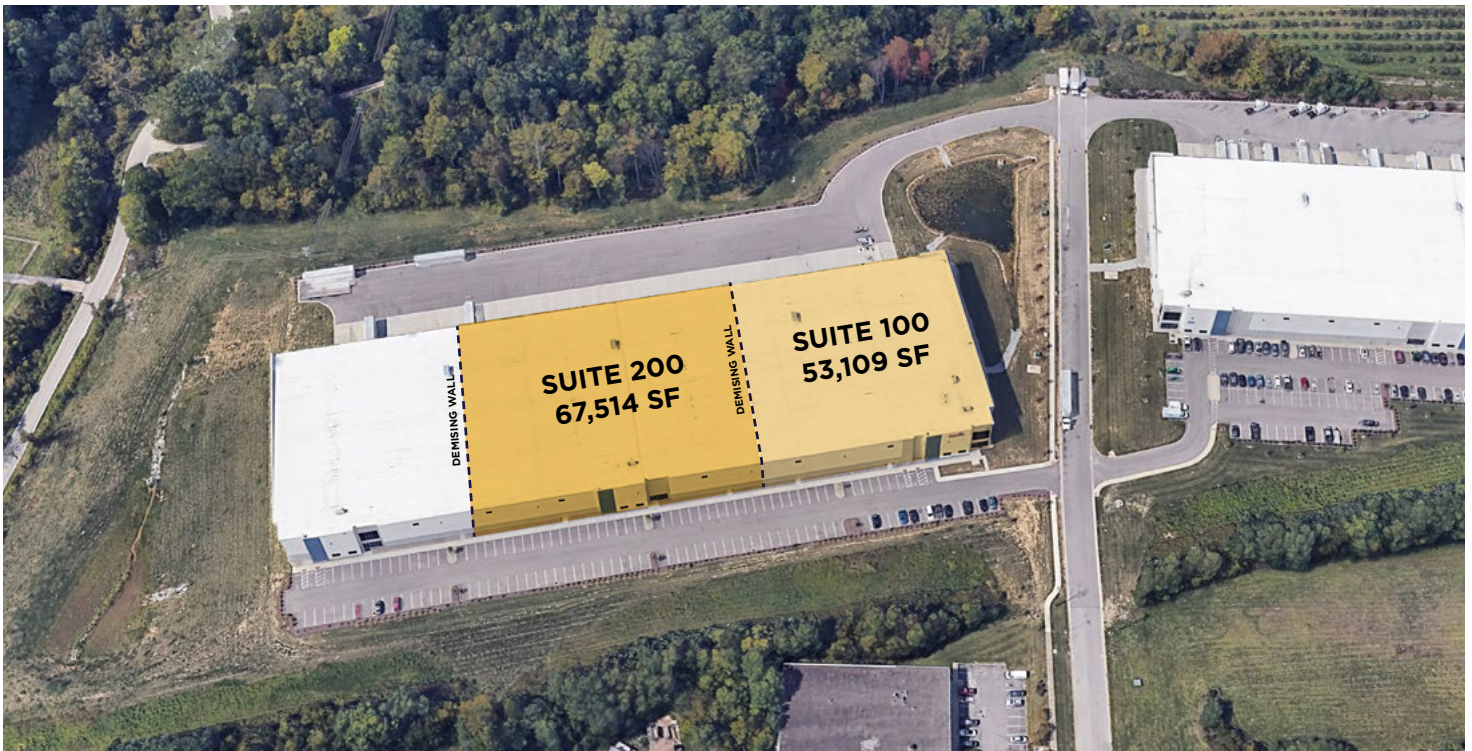 DEMISING WALL
SUITE 200
67,514 SF
DEMISING WALL
SUITE 100
53,109 SF